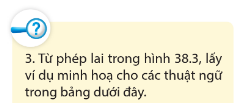 3. Từ phép lai trong hình 38.3, lấy
ví dụ minh hoạ cho các thuật ngữ
trong bảng dưới đây.